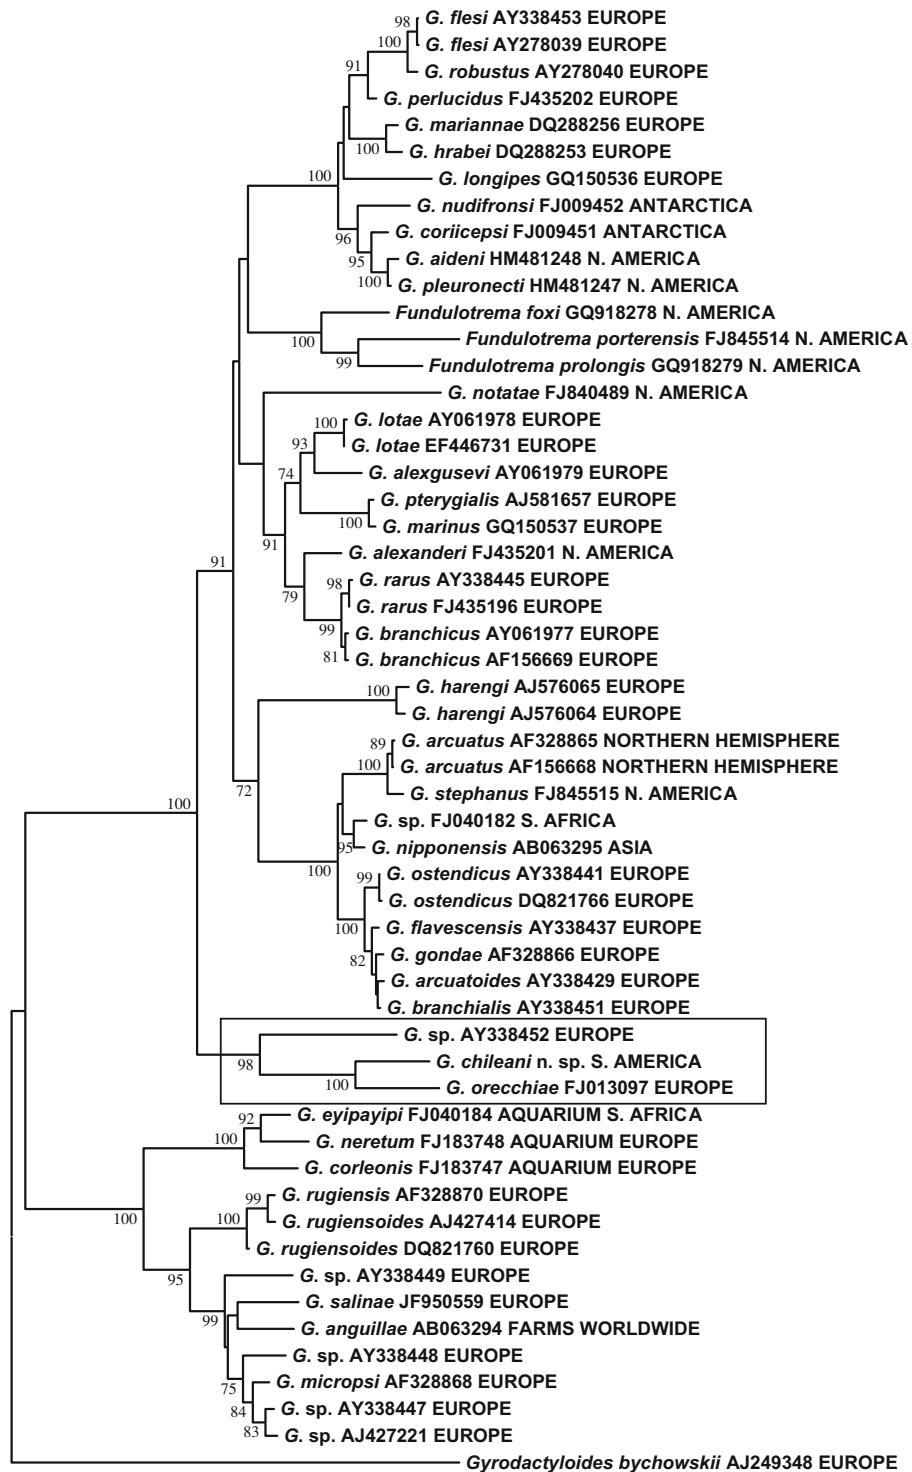 98
G. flesi AY338453 EUROPE
G. flesi AY278039 EUROPE
100
G. robustus AY278040 EUROPE
91
G. perlucidus FJ435202 EUROPE
G. mariannae DQ288256 EUROPE
100
G. hrabei DQ288253 EUROPE
100
G. longipes GQ150536 EUROPE
G. nudifronsi FJ009452 ANTARCTICA
96
G. coriicepsi FJ009451 ANTARCTICA
95
G. aideni HM481248 N. AMERICA
100
G. pleuronecti HM481247 N. AMERICA
Fundulotrema foxi GQ918278 N. AMERICA
100
Fundulotrema porterensis FJ845514 N. AMERICA
99
Fundulotrema prolongis GQ918279 N. AMERICA
G. notatae FJ840489 N. AMERICA
100
G. lotae AY061978 EUROPE
93
G. lotae EF446731 EUROPE
74
G. alexgusevi AY061979 EUROPE
G. pterygialis AJ581657 EUROPE
100
G. marinus GQ150537 EUROPE
91
G. alexanderi FJ435201 N. AMERICA
91
98
G. rarus AY338445 EUROPE
79
G. rarus FJ435196 EUROPE
99
G. branchicus AY061977 EUROPE
81
G. branchicus AF156669 EUROPE
100
G. harengi AJ576065 EUROPE
G. harengi AJ576064 EUROPE
89
G. arcuatus AF328865 NORTHERN HEMISPHERE
100
G. arcuatus AF156668 NORTHERN HEMISPHERE
72
G. stephanus FJ845515 N. AMERICA
100
G. sp. FJ040182 S. AFRICA
95
G. nipponensis AB063295 ASIA
100
99
G. ostendicus AY338441 EUROPE
G. ostendicus DQ821766 EUROPE
100
G. flavescensis AY338437 EUROPE
82
G. gondae AF328866 EUROPE
G. arcuatoides AY338429 EUROPE
G. branchialis AY338451 EUROPE
G. sp. AY338452 EUROPE
98
G. chileani n. sp. S. AMERICA
100
G. orecchiae FJ013097 EUROPE
92
G. eyipayipi FJ040184 AQUARIUM S. AFRICA
100
G. neretum FJ183748 AQUARIUM EUROPE
G. corleonis FJ183747 AQUARIUM EUROPE
99
G. rugiensis AF328870 EUROPE
100
100
G. rugiensoides AJ427414 EUROPE
G. rugiensoides DQ821760 EUROPE
95
G. sp. AY338449 EUROPE
G. salinae JF950559 EUROPE
99
G. anguillae AB063294 FARMS WORLDWIDE
G. sp. AY338448 EUROPE
75
G. micropsi AF328868 EUROPE
84
G. sp. AY338447 EUROPE
83
G. sp. AJ427221 EUROPE
Gyrodactyloides bychowskii AJ249348 EUROPE